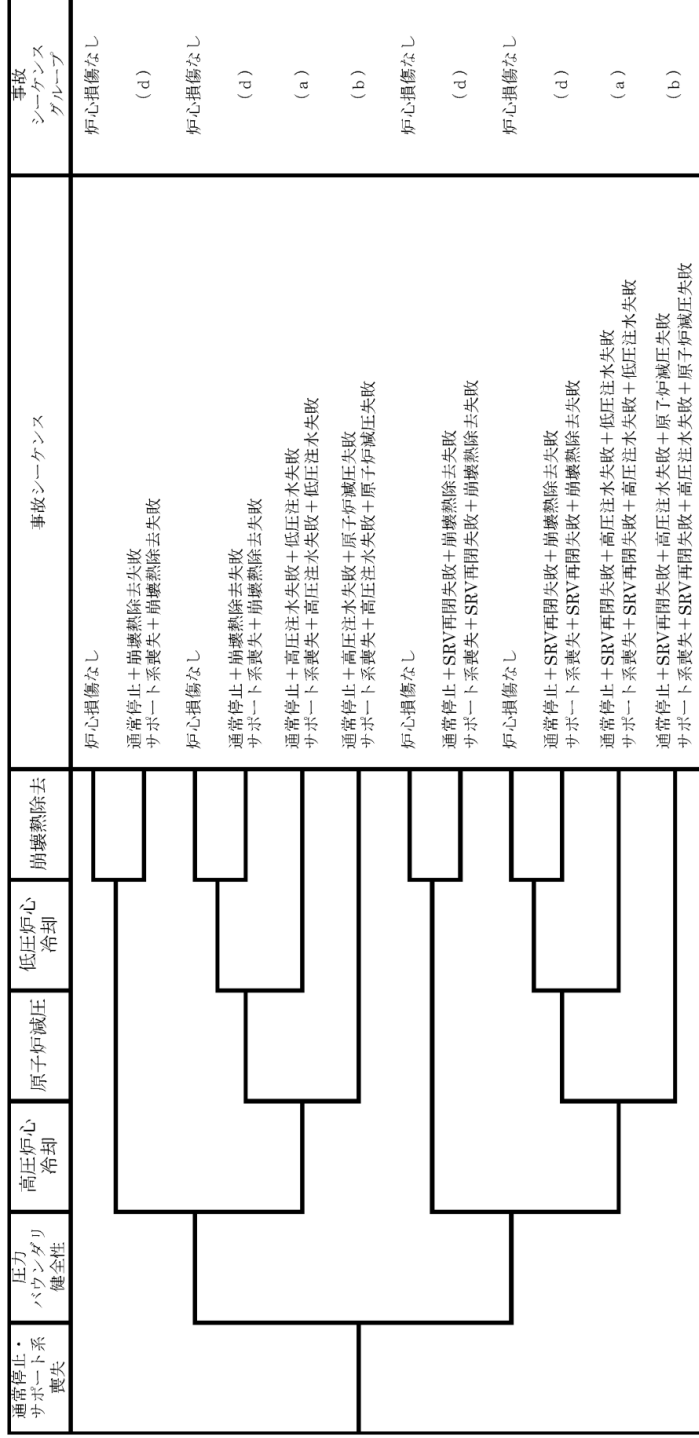 通常停止・
サポート系
喪失
圧力
バウンダリ
健全性
高圧炉心
冷却
原子炉減圧
低圧炉心
冷却
崩壊熱除去
事故シーケンス
事故
シーケンス
グループ
炉心損傷なし
炉心損傷なし
通常停止+崩壊熱除去失敗
サポート系喪失+崩壊熱除去失敗
(d)
炉心損傷なし
炉心損傷なし
通常停止+崩壊熱除去失敗
サポート系喪失+崩壊熱除去失敗
(d)
通常停止+高圧注水失敗+低圧注水失敗
サポート系喪失+高圧注水失敗+低圧注水失敗
(a)
通常停止+高圧注水失敗+原子炉減圧失敗
サポート系喪失+高圧注水失敗+原子炉減圧失敗
(b)
炉心損傷なし
炉心損傷なし
通常停止+SRV再閉失敗+崩壊熱除去失敗
サポート系喪失+SRV再閉失敗+崩壊熱除去失敗
(d)
炉心損傷なし
炉心損傷なし
通常停止+SRV再閉失敗+崩壊熱除去失敗
サポート系喪失+SRV再閉失敗+崩壊熱除去失敗
(d)
通常停止+SRV再閉失敗+高圧注水失敗+低圧注水失敗
サポート系喪失+SRV再閉失敗+高圧注水失敗+低圧注水失敗
(a)
通常停止+SRV再閉失敗+高圧注水失敗+原子炉減圧失敗
サポート系喪失+SRV再閉失敗+高圧注水失敗+原子炉減圧失敗
(b)